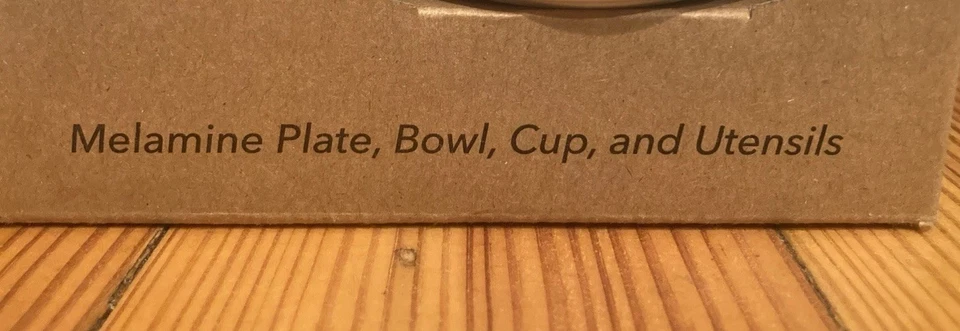 Melamine Plate, Bowl, Cup, and Utensils